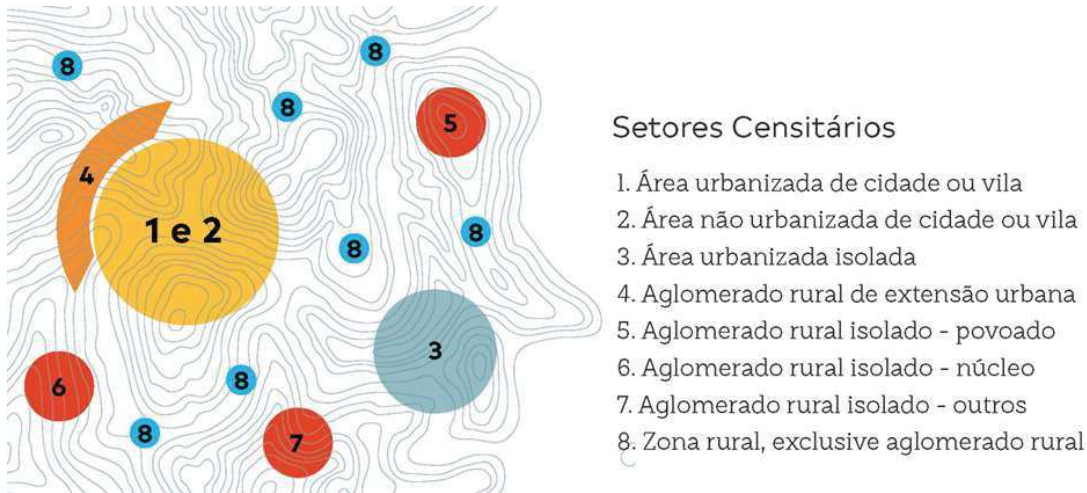 8
8
8
5
4
1 e 2
8
8
3
8
6
8
7
Setores Censitários
1. Área urbanizada de cidade ou vila
2. Área não urbanizada de cidade ou vila
3. Área urbanizada isolada
4. Aglomerado rural de extensão urbana
5. Aglomerado rural isolado - povoado
6. Aglomerado rural isolado - núcleo
7. Aglomerado rural isolado - outros
8. Zona rural, exclusive aglomerado rural